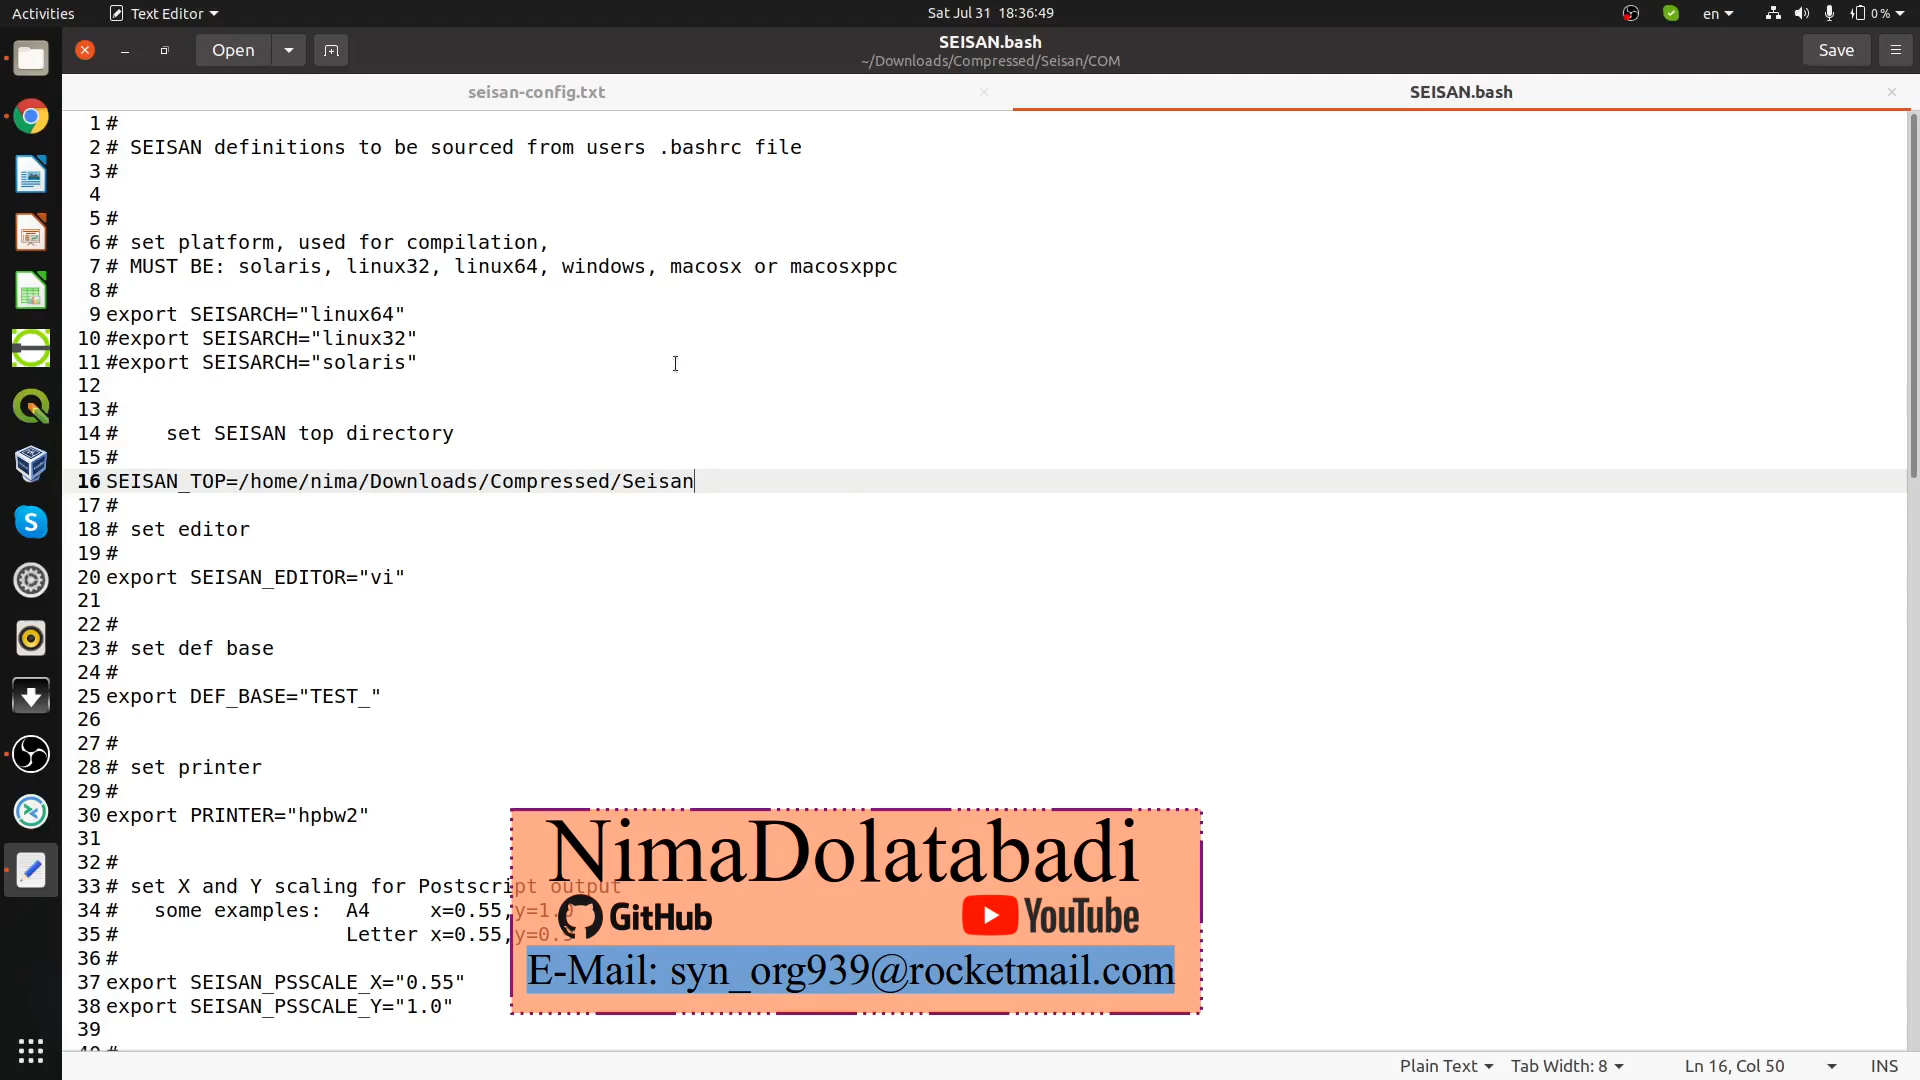 Activities Text Editor Sat Jul 31 18:36:49 en 0 %
Open SEISAN.bash Save
~/Downloads/Compressed/Seisan/COM
seisan-config.txt × SEISAN.bash ×
1 #
2 # SEISAN definitions to be sourced from users .bashrc file
3 #
4
5 #
6 # set platform, used for compilation,
7 # MUST BE: solaris, linux32, linux64, windows, macosx or macosxppc
8 #
9 export SEISARCH="linux64"
10 #export SEISARCH="linux32"
11 #export SEISARCH="solaris"
12
13 #
14 #    set SEISAN top directory
15 #
16 SEISAN_TOP=/home/nima/Downloads/Compressed/Seisan
17 #
18 # set editor
19 #
20 export SEISAN_EDITOR="vi"
21
22 #
23 # set def base
24 #
25 export DEF_BASE="TEST_"
26
27 #
28 # set printer
29 #
30 export PRINTER="hpbw2"
31
32 #
33 # set X and Y scaling for Postscript output
34 #   some examples:  A4     x=0.55,y=1.0
35 #                   Letter x=0.55,y=0.9
36 #
37 export SEISAN_PSSCALE_X="0.55"
38 export SEISAN_PSSCALE_Y="1.0"
39
40 #
NimaDolatabadi
GitHub YouTube
E-Mail: syn_org939@rocketmail.com
Plain Text Tab Width: 8 Ln 16, Col 50 INS